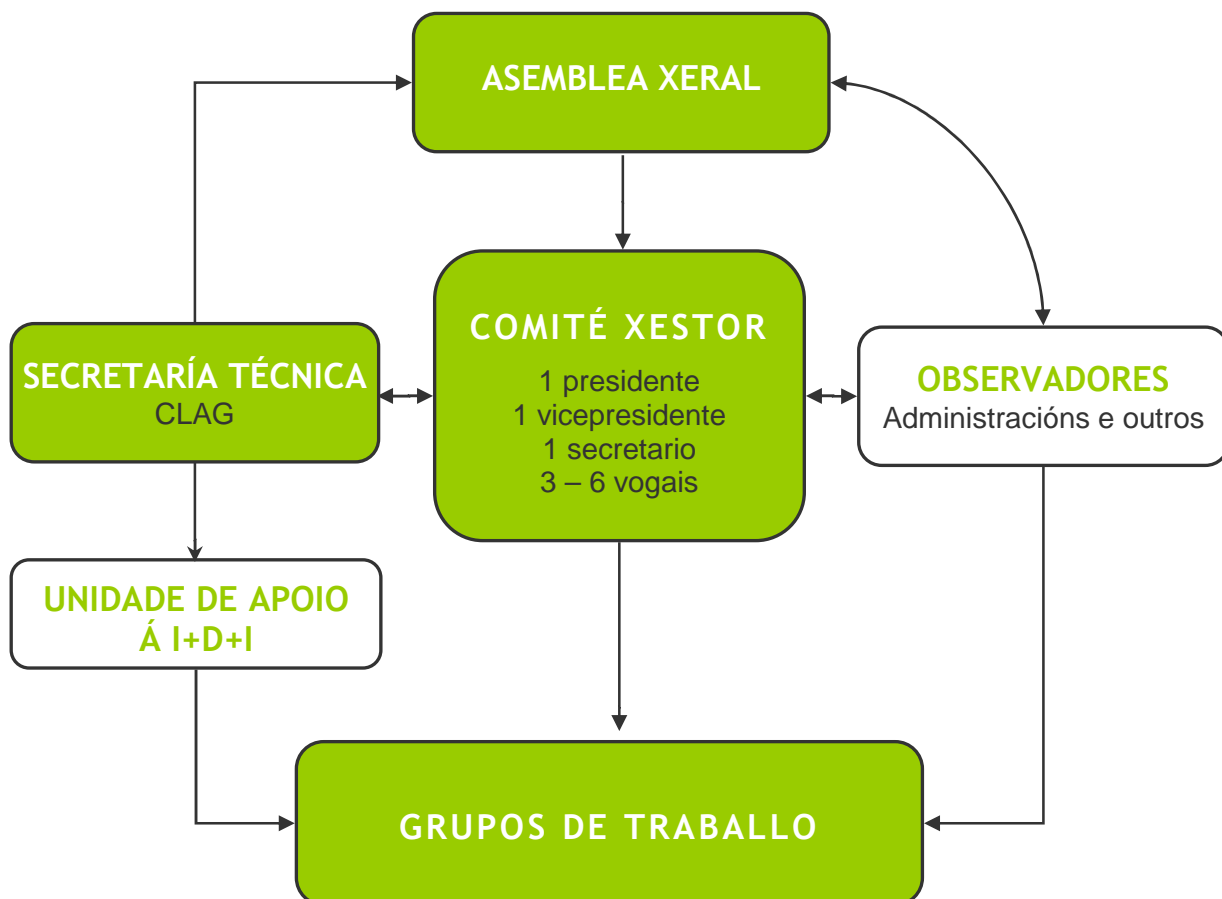 ASEMBLEA XERAL
COMITÉ XESTOR
1 presidente
1 vicepresidente
1 secretario
3 – 6 vogais
SECRETARÍA TÉCNICA
CLAG
OBSERVADORES
Administracións e outros
UNIDADE DE APOIO
Á I+D+I
GRUPOS DE TRABALLO